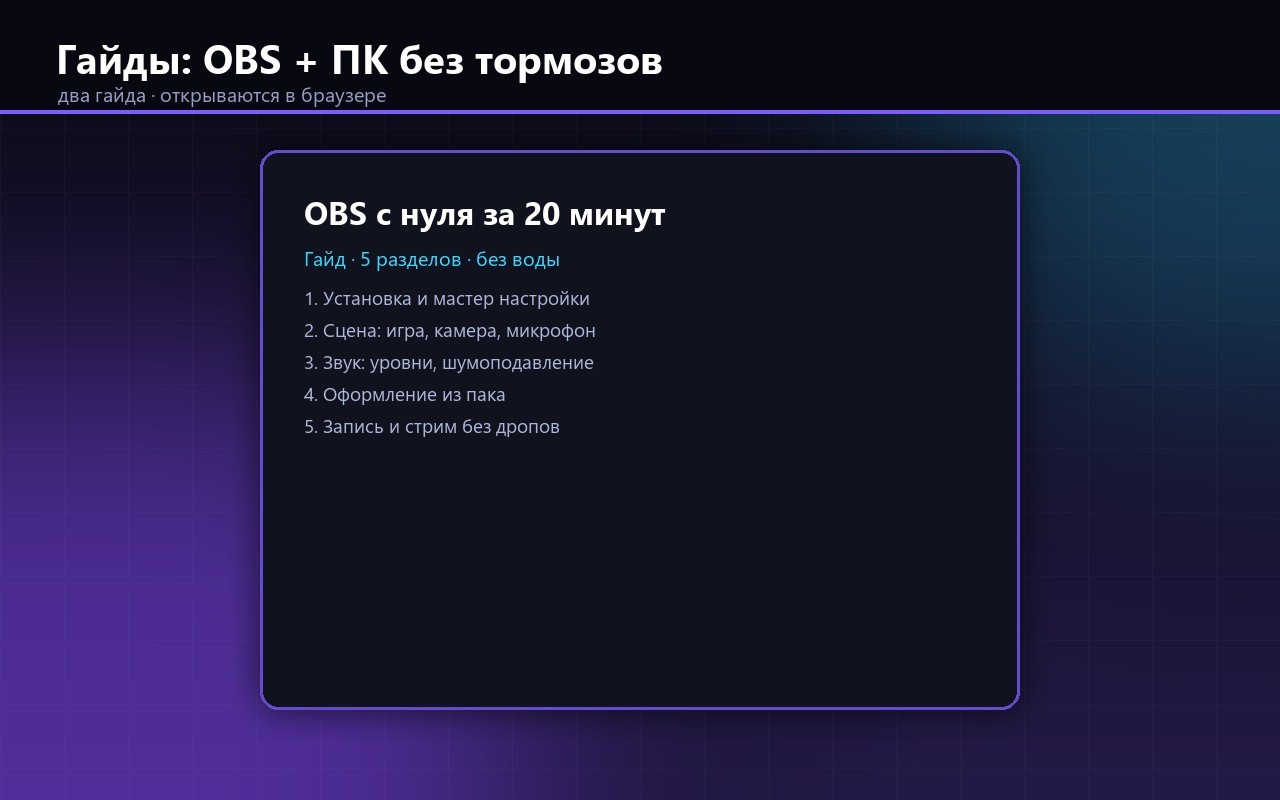 Гайды: OBS + ПК без тормозов
два гайда · открываются в браузере
OBS с нуля за 20 минут
Гайд · 5 разделов · без воды
1. Установка и мастер настройки
2. Сцена: игра, камера, микрофон
3. Звук: уровни, шумоподавление
4. Оформление из пака
5. Запись и стрим без дропов